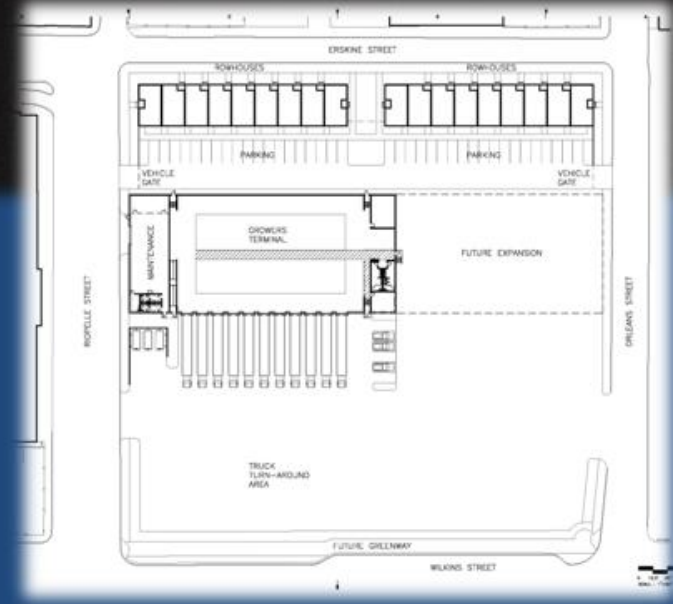 ERSKINE STREET
ROWHOUSES
ROWHOUSES
PARKING
PARKING
VEHICLE
GATE
VEHICLE
GATE
GROWERS
TERMINAL
MAINTENANCE
FUTURE EXPANSION
RIOPELLE STREET
ORLEANS STREET
TRUCK
TURN-AROUND
AREA
FUTURE GREENWAY
WILKINS STREET